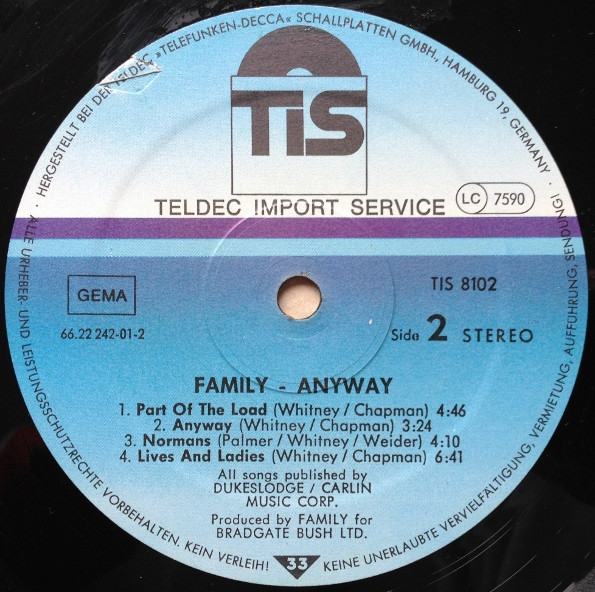 HERGESTELLT BEI DER TELDEC »TELEFUNKEN-DECCA« SCHALLPLATTEN GMBH., HAMBURG 19, GERMANY ·
TiS
TELDEC IMPORT SERVICE
LC 7590
GEMA
66.22 242-01-2
TIS 8102
Side 2 STEREO
FAMILY - ANYWAY
1. Part Of The Load (Whitney / Chapman) 4:46
2. Anyway (Whitney / Chapman) 3:24
3. Normans (Palmer / Whitney / Weider) 4:10
4. Lives And Ladies (Whitney / Chapman) 6:41
All songs published by
DUKESLODGE / CARLIN
MUSIC CORP.
Produced by FAMILY for
BRADGATE BUSH LTD.
33
· ALLE URHEBER- UND LEISTUNGSSCHUTZRECHTE VORBEHALTEN. KEIN VERLEIH! KEINE UNERLAUBTE VERVIELFÄLTIGUNG, VERMIETUNG, AUFFÜHRUNG, SENDUNG!